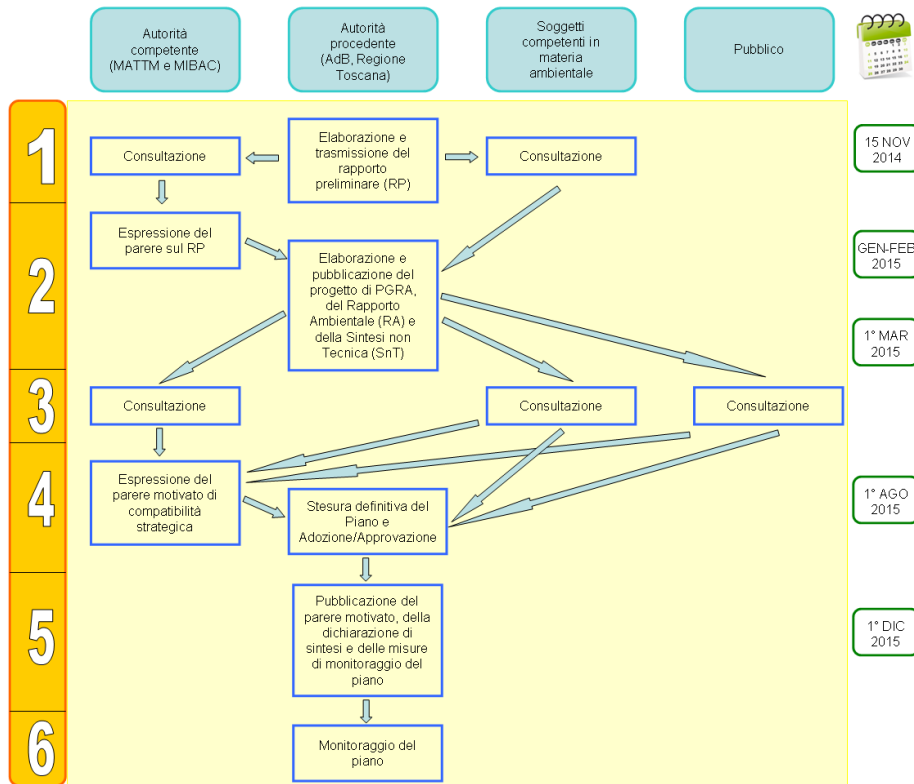 Autorità
competente
(MATTM e MIBAC)
Autorità
procedente
(AdB, Regione
Toscana)
Soggetti
competenti in
materia
ambientale
Pubblico
1
Consultazione
Elaborazione e
trasmissione del
rapporto
preliminare (RP)
Consultazione
15 NOV
2014
2
Espressione del
parere sul RP
Elaborazione e
pubblicazione del
progetto di PGRA,
del Rapporto
Ambientale (RA) e
della Sintesi non
Tecnica (SnT)
GEN-FEB
2015
1° MAR
2015
3
Consultazione
Consultazione
Consultazione
4
Espressione del
parere motivato di
compatibilità
strategica
Stesura definitiva del
Piano e
Adozione/Approvazione
1° AGO
2015
5
Pubblicazione del
parere motivato, della
dichiarazione di
sintesi e delle misure
di monitoraggio del
piano
1° DIC
2015
6
Monitoraggio del
piano